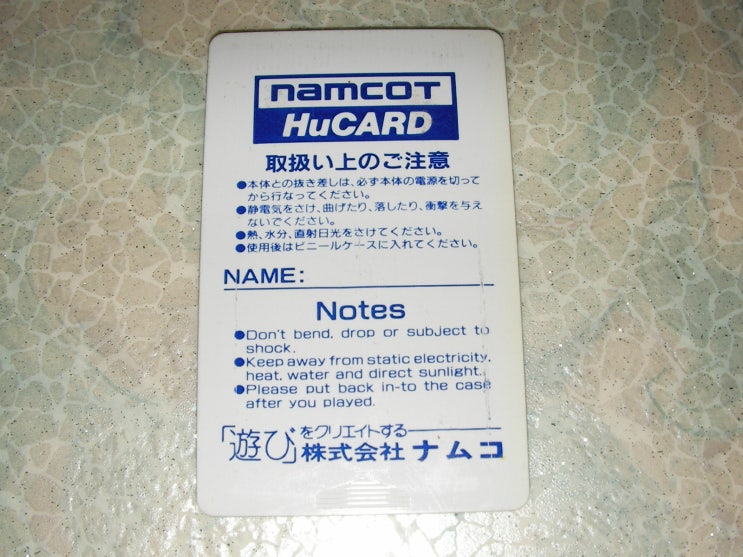 namcot
HuCARD
取扱い上のご注意
●本体との抜き差しは、必ず本体の電源を切って
から行なってください。
●静電気をさけ、曲げたり、落したり、衝撃を与え
ないでください。
●熱、水分、直射日光をさけてください。
●使用後はビニールケースに入れてください。
NAME:
Notes
●Don't bend, drop or subject to
shock.
●Keep away from static electricity,
heat, water and direct sunlight.
●Please put back in-to the case
after you played.
「遊び」をクリエイトする
株式会社ナムコ